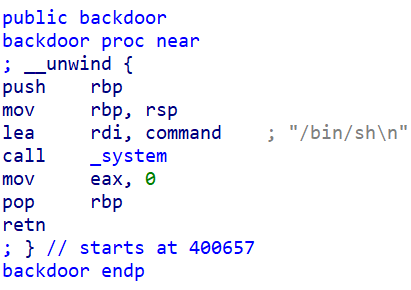 public backdoor
backdoor proc near
; __unwind {
push    rbp
mov     rbp, rsp
lea     rdi, command    ; "/bin/sh\n"
call    _system
mov     eax, 0
pop     rbp
retn
; } // starts at 400657
backdoor endp